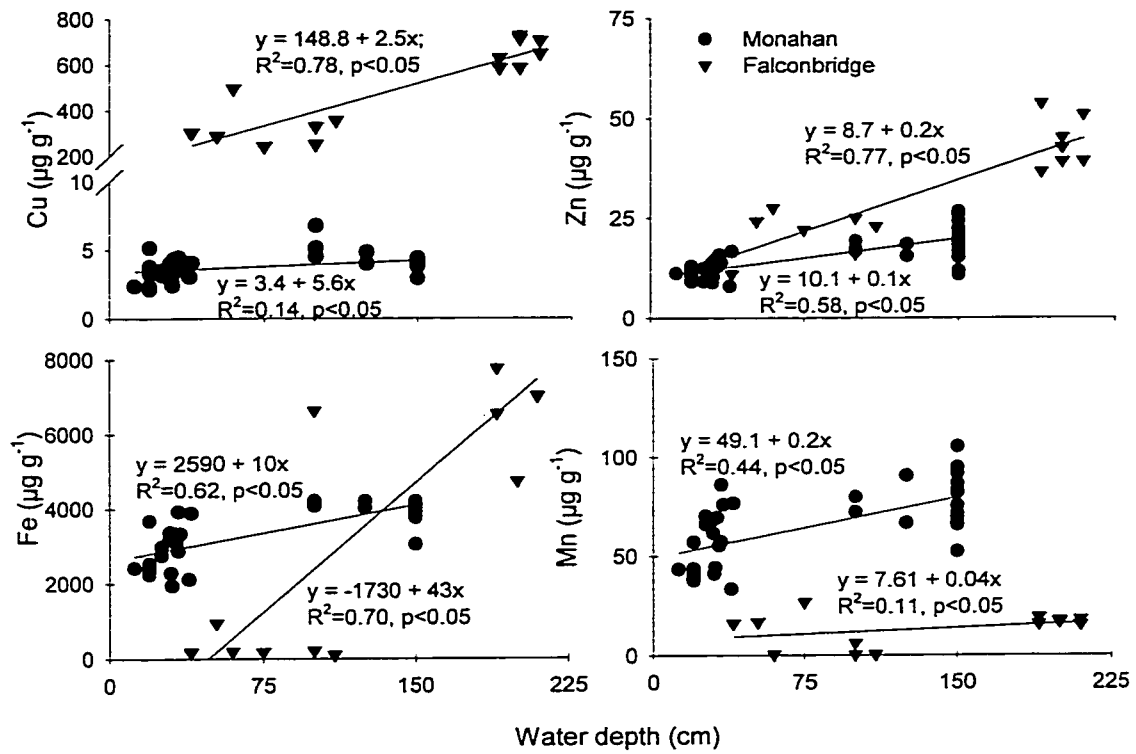 Cu (µg g⁻¹)
800
600
400
200
10
5
0
y = 148.8 + 2.5x;
R²=0.78, p<0.05
y = 3.4 + 5.6x
R²=0.14, p<0.05
Zn (µg g⁻¹)
75
50
25
0
Monahan
Falconbridge
y = 8.7 + 0.2x
R²=0.77, p<0.05
y = 10.1 + 0.1x
R²=0.58, p<0.05
Fe (µg g⁻¹)
8000
6000
4000
2000
0
y = 2590 + 10x
R²=0.62, p<0.05
y = -1730 + 43x
R²=0.70, p<0.05
0
75
150
225
Mn (µg g⁻¹)
150
100
50
0
y = 49.1 + 0.2x
R²=0.44, p<0.05
y = 7.61 + 0.04x
R²=0.11, p<0.05
0
75
150
225
Water depth (cm)